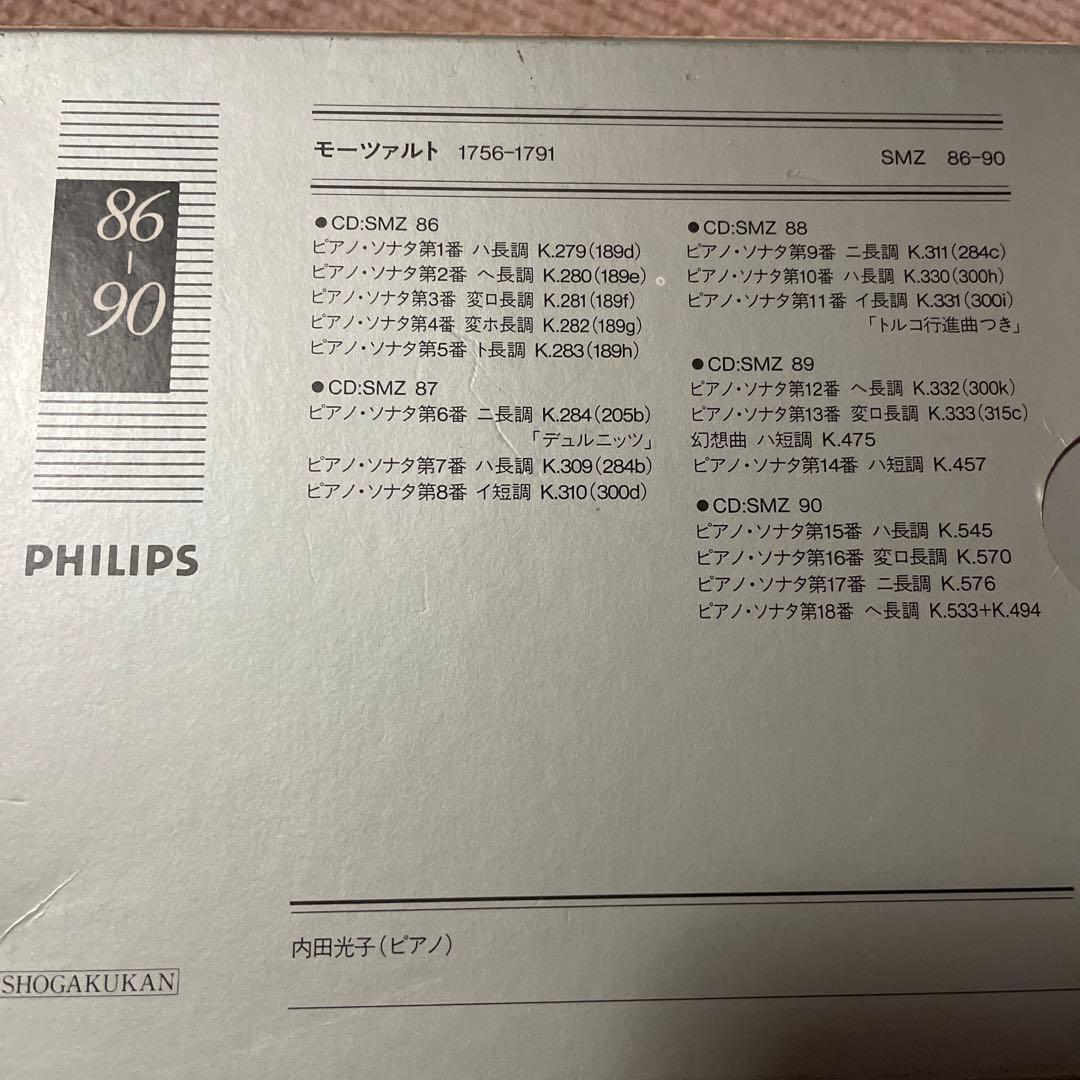 モーツァルト 1756-1791
SMZ 86-90
86
-
90
●CD:SMZ 86
ピアノ・ソナタ第1番 ハ長調 K.279(189d)
ピアノ・ソナタ第2番 ヘ長調 K.280(189e)
ピアノ・ソナタ第3番 変ロ長調 K.281(189f)
ピアノ・ソナタ第4番 変ホ長調 K.282(189g)
ピアノ・ソナタ第5番 ト長調 K.283(189h)
●CD:SMZ 87
ピアノ・ソナタ第6番 ニ長調 K.284(205b)
「デュルニッツ」
ピアノ・ソナタ第7番 ハ長調 K.309(284b)
ピアノ・ソナタ第8番 イ短調 K.310(300d)
●CD:SMZ 88
ピアノ・ソナタ第9番 ニ長調 K.311(284c)
ピアノ・ソナタ第10番 ハ長調 K.330(300h)
ピアノ・ソナタ第11番 イ長調 K.331(300i)
「トルコ行進曲つき」
●CD:SMZ 89
ピアノ・ソナタ第12番 ヘ長調 K.332(300k)
ピアノ・ソナタ第13番 変ロ長調 K.333(315c)
幻想曲 ハ短調 K.475
ピアノ・ソナタ第14番 ハ短調 K.457
●CD:SMZ 90
ピアノ・ソナタ第15番 ハ長調 K.545
ピアノ・ソナタ第16番 変ロ長調 K.570
ピアノ・ソナタ第17番 ニ長調 K.576
ピアノ・ソナタ第18番 ヘ長調 K.533+K.494
PHILIPS
内田光子(ピアノ)
SHOGAKUKAN